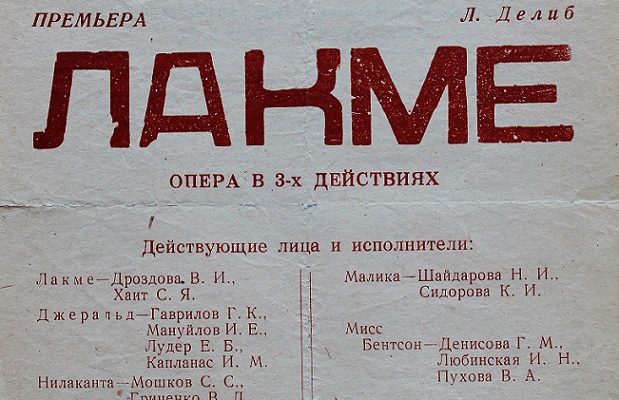 ПРЕМЬЕРА
Л. Делиб
ЛАКМЕ
ОПЕРА В 3-х ДЕЙСТВИЯХ
Действующие лица и исполнители:
Лакме—Дроздова В. И.,
Хаит С. Я.
Джеральд—Гаврилов Г. К.,
Мануйлов И. Е.,
Лудер Е. Б.,
Капланас И. М.
Нилаканта—Мошков С. С.,
Гриченко В. Л.
Малика—Шайдарова Н. И.,
Сидорова К. И.
Мисс
Бентсон—Денисова Г. М.,
Любинская И. Н.,
Пухова В. А.